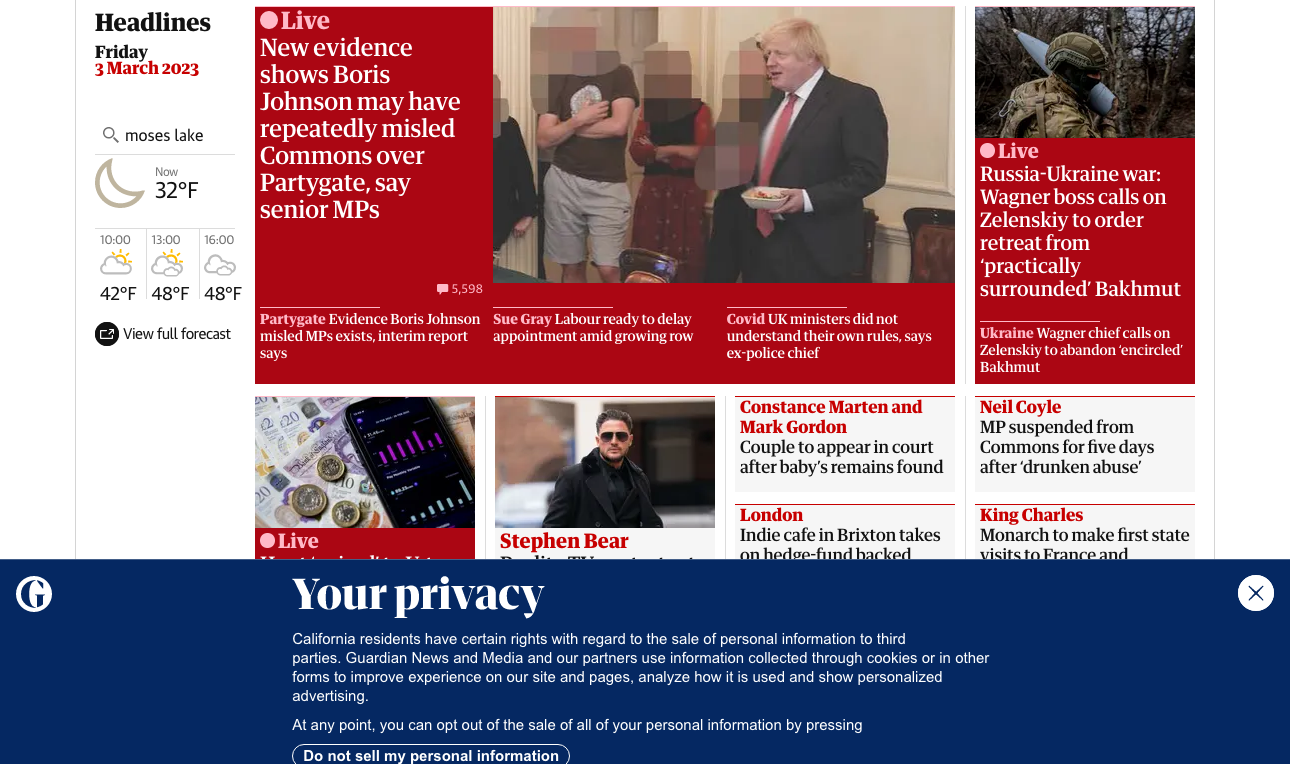 Headlines
Friday
3 March 2023
moses lake
Now
32°F
10:00
13:00
16:00
42°F
48°F
48°F
View full forecast
Live
New evidence
shows Boris
Johnson may have
repeatedly misled
Commons over
Partygate, say
senior MPs
5,598
Partygate Evidence Boris Johnson
misled MPs exists, interim report
says
Sue Gray Labour ready to delay
appointment amid growing row
Covid UK ministers did not
understand their own rules, says
ex-police chief
Live
Russia-Ukraine war:
Wagner boss calls on
Zelenskiy to order
retreat from
‘practically
surrounded’ Bakhmut
Ukraine Wagner chief calls on
Zelenskiy to abandon ‘encircled’
Bakhmut
Live
Stephen Bear
Constance Marten and
Mark Gordon
Couple to appear in court
after baby’s remains found
London
Indie cafe in Brixton takes
on hedge-fund backed
Neil Coyle
MP suspended from
Commons for five days
after ‘drunken abuse’
King Charles
Monarch to make first state
visits to France and
Your privacy
California residents have certain rights with regard to the sale of personal information to third
parties. Guardian News and Media and our partners use information collected through cookies or in other
forms to improve experience on our site and pages, analyze how it is used and show personalized
advertising.
At any point, you can opt out of the sale of all of your personal information by pressing
Do not sell my personal information